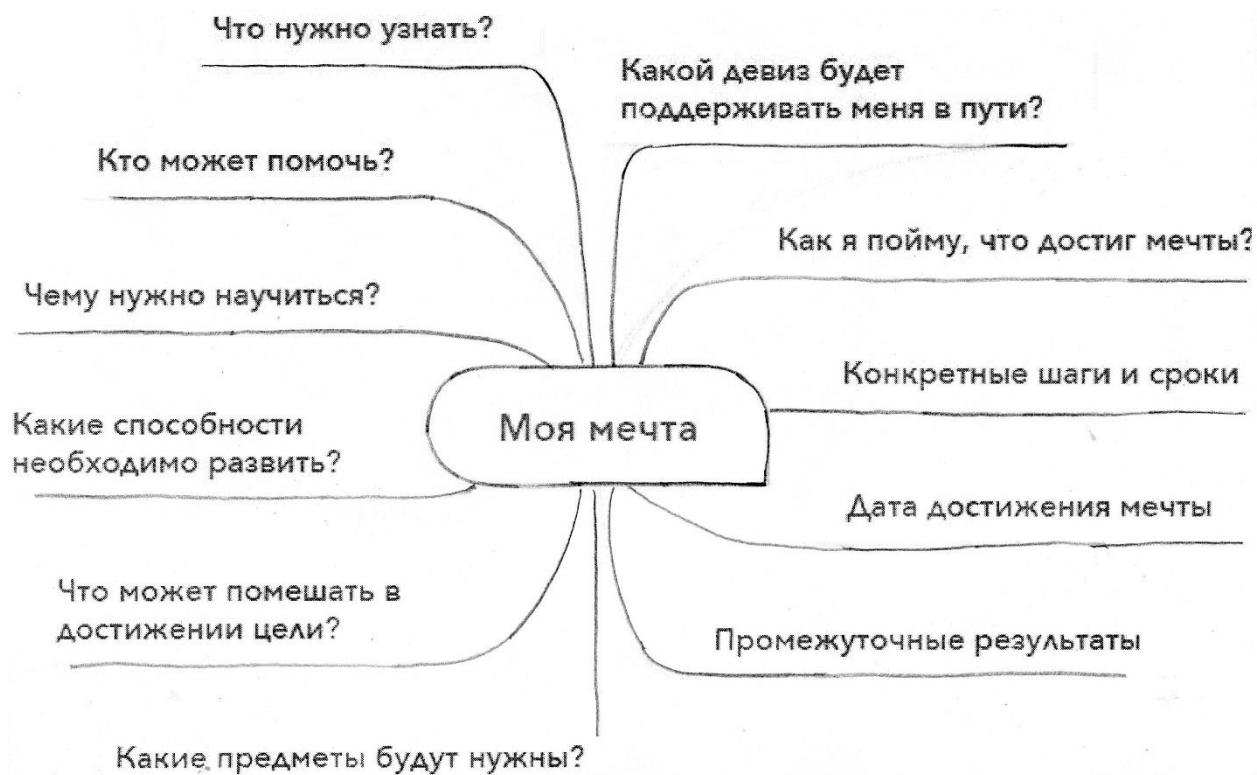 Что нужно узнать?
Какой девиз будет
поддерживать меня в пути?
Кто может помочь?
Как я пойму, что достиг мечты?
Чему нужно научиться?
Конкретные шаги и сроки
Моя мечта
Какие способности
необходимо развить?
Дата достижения мечты
Что может помешать в
достижении цели?
Промежуточные результаты
Какие предметы будут нужны?